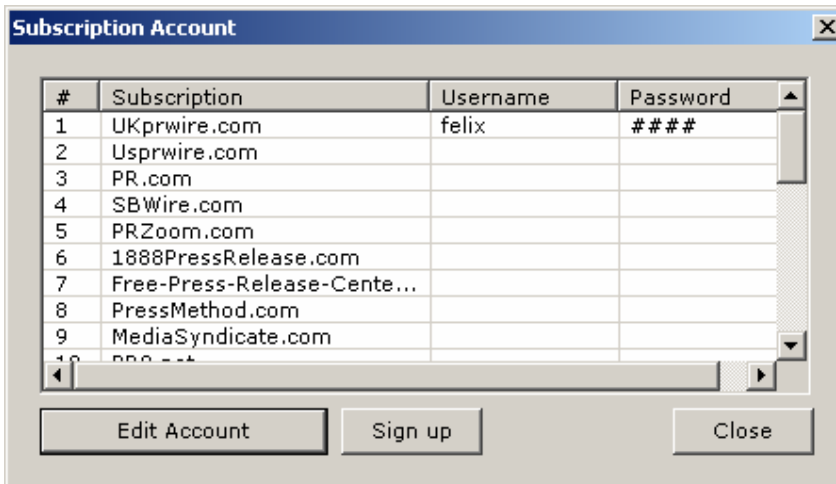 Subscription Account
# Subscription Username Password
1 UKprwire.com felix ####
2 Usprwire.com
3 PR.com
4 SBWire.com
5 PRZoom.com
6 1888PressRelease.com
7 Free-Press-Release-Cente...
8 PressMethod.com
9 MediaSyndicate.com
Edit Account Sign up Close